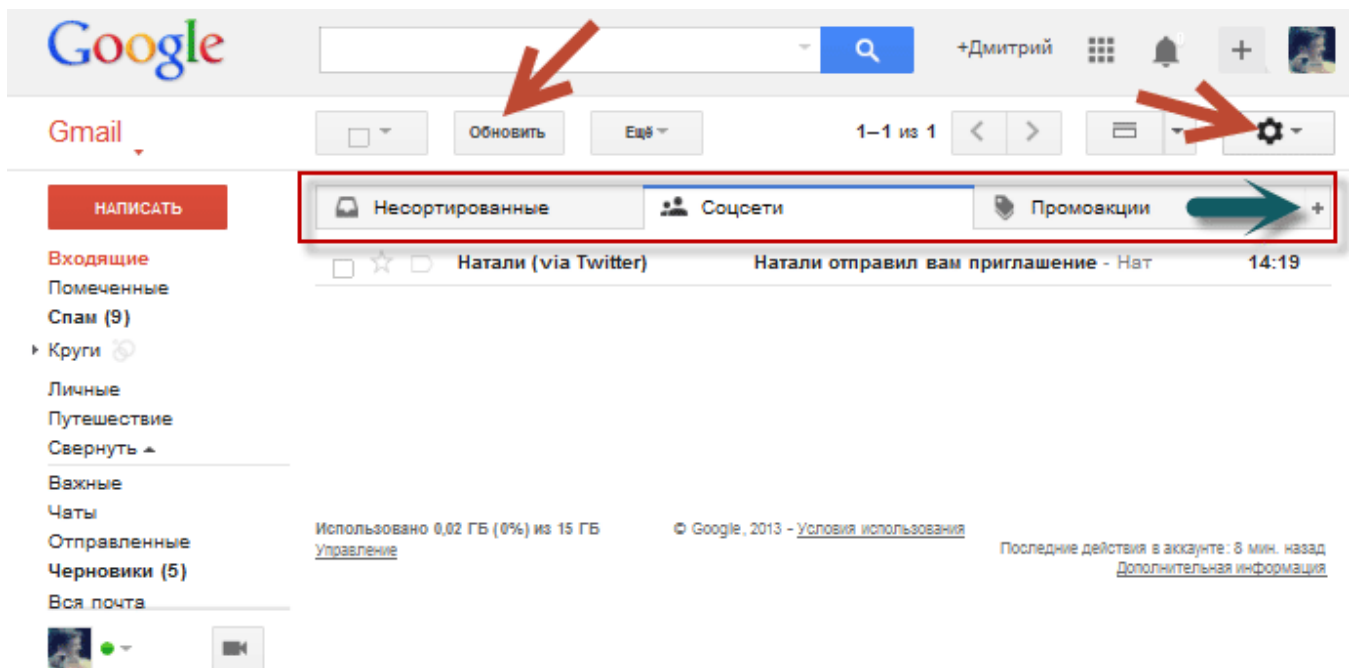 Google
+Дмитрий
Gmail
Обновить
Ещё
1–1 из 1
НАПИСАТЬ
Несортированные
Соцсети
Промоакции
+
Входящие
Натали (via Twitter) Натали отправил вам приглашение - Нат 14:19
Помеченные
Спам (9)
Круги
Личные
Путешествие
Свернуть
Важные
Чаты
Отправленные
Черновики (5)
Вся почта
Использовано 0,02 ГБ (0%) из 15 ГБ
Управление
© Google, 2013 - Условия использования
Последние действия в аккаунте: 8 мин. назад
Дополнительная информация